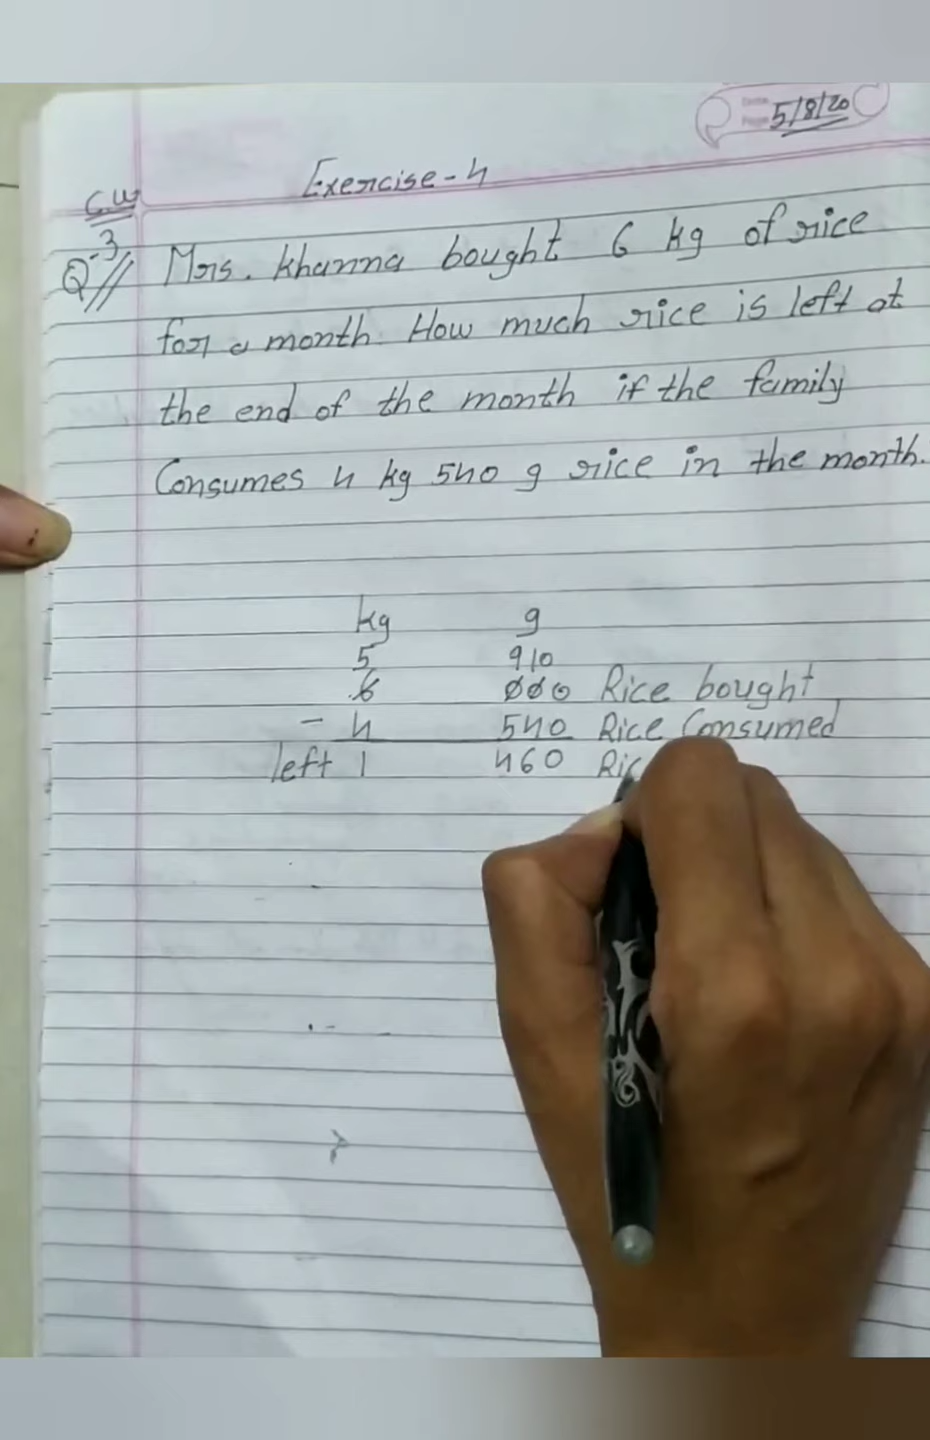 5/8/20
C.W
Exercise-4
Q-3// Mrs. Khanna bought 6 kg of rice
for a month. How much rice is left at
the end of the month if the family
Consumes 4 kg 540 g rice in the month.
kg g
5 910
6 000 Rice bought
- 4 540 Rice Consumed
left 1 460 Ric